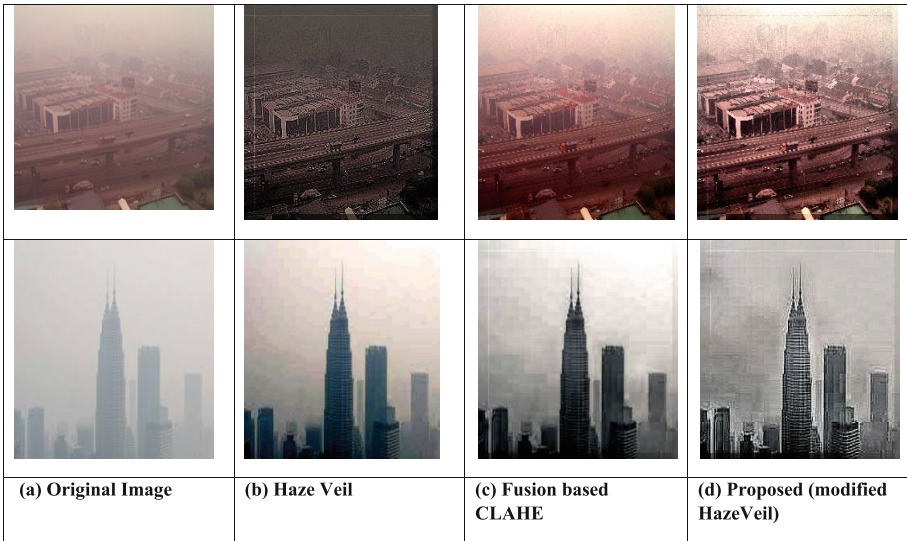 (a) Original Image
(b) Haze Veil
(c) Fusion based
CLAHE
(d) Proposed (modified
HazeVeil)